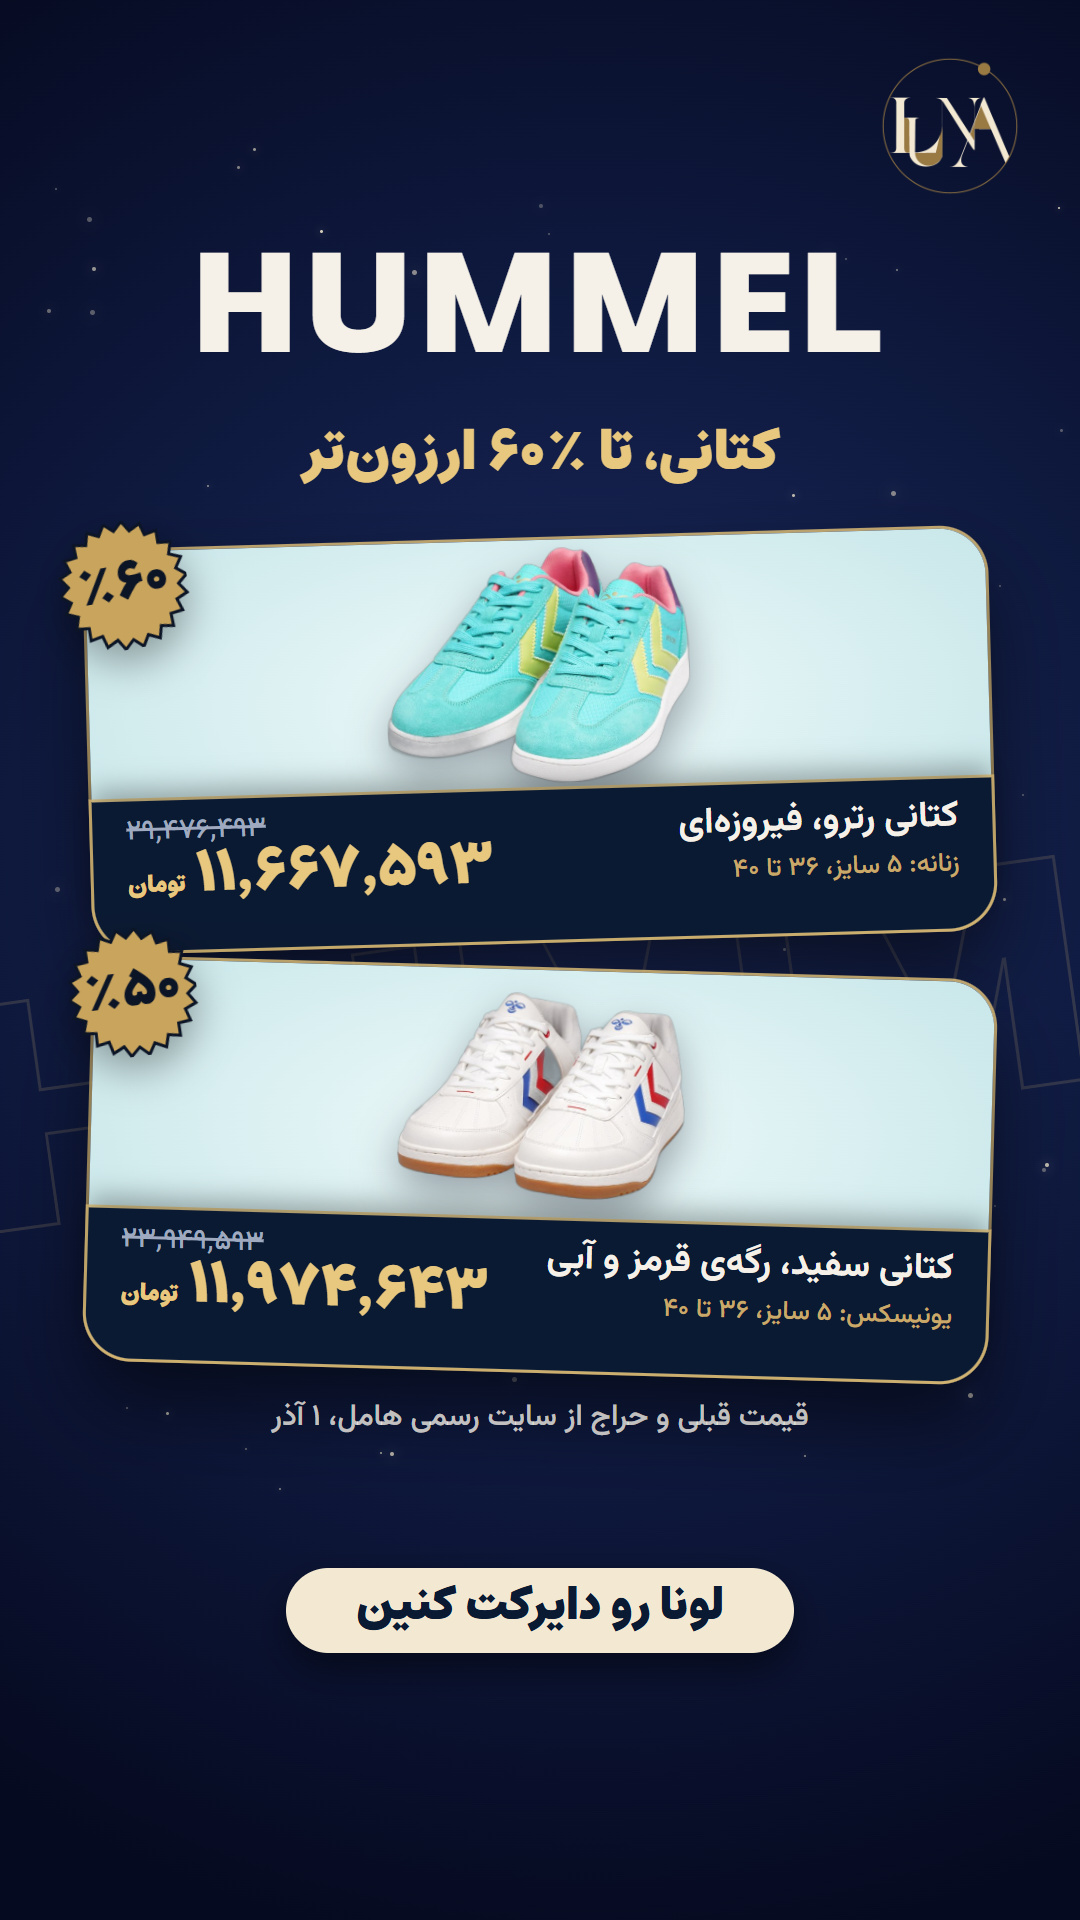 LUNA
HUMMEL
کتانی، تا ۶۰٪ ارزون‌تر
۶۰٪
کتانی رترو، فیروزه‌ای
زنانه: ۵ سایز، ۳۶ تا ۴۰
۲۹,۴۷۶,۴۹۳
۱۱,۶۶۷,۵۹۳ تومان
۵۰٪
کتانی سفید، رگه‌ی قرمز و آبی
یونیسکس: ۵ سایز، ۳۶ تا ۴۰
۲۳,۹۴۹,۵۹۳
۱۱,۹۷۴,۶۴۳ تومان
قیمت قبلی و حراج از سایت رسمی هامل، ۱ آذر
لونا رو دایرکت کنین